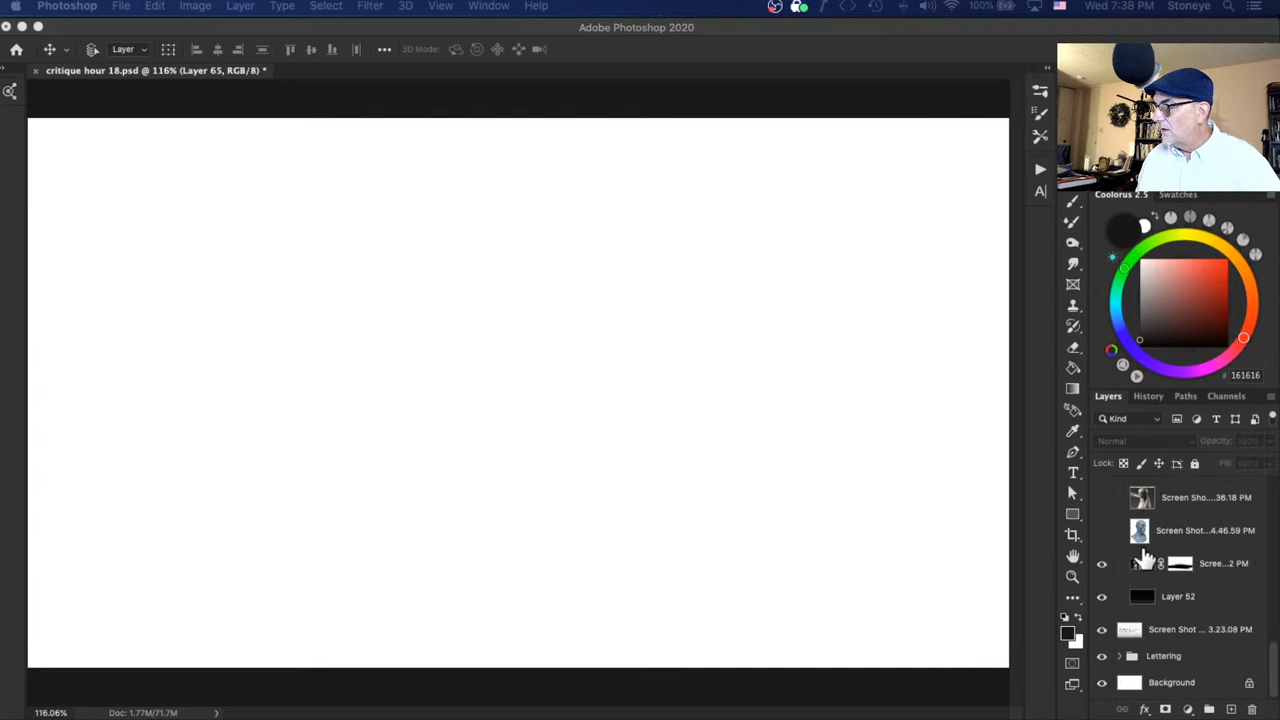 Photoshop File Edit Image Layer Type Select Filter 3D View Window Help 100% Wed 7:38 PM Stoneye
Adobe Photoshop 2020
Layer 3D Mode:
critique hour 18.psd @ 116% (Layer 65, RGB/8) *
Coolorus 2.5 Swatches
# 161616
Layers History Paths Channels
Kind
Normal Opacity: 100%
Lock: Fill: 100%
Screen Sho....36.18 PM
Screen Shot...4.46.59 PM
Scree...2 PM
Layer 52
Screen Shot ... 3.23.08 PM
Lettering
Background
116.06% Doc: 1.77M/71.7M